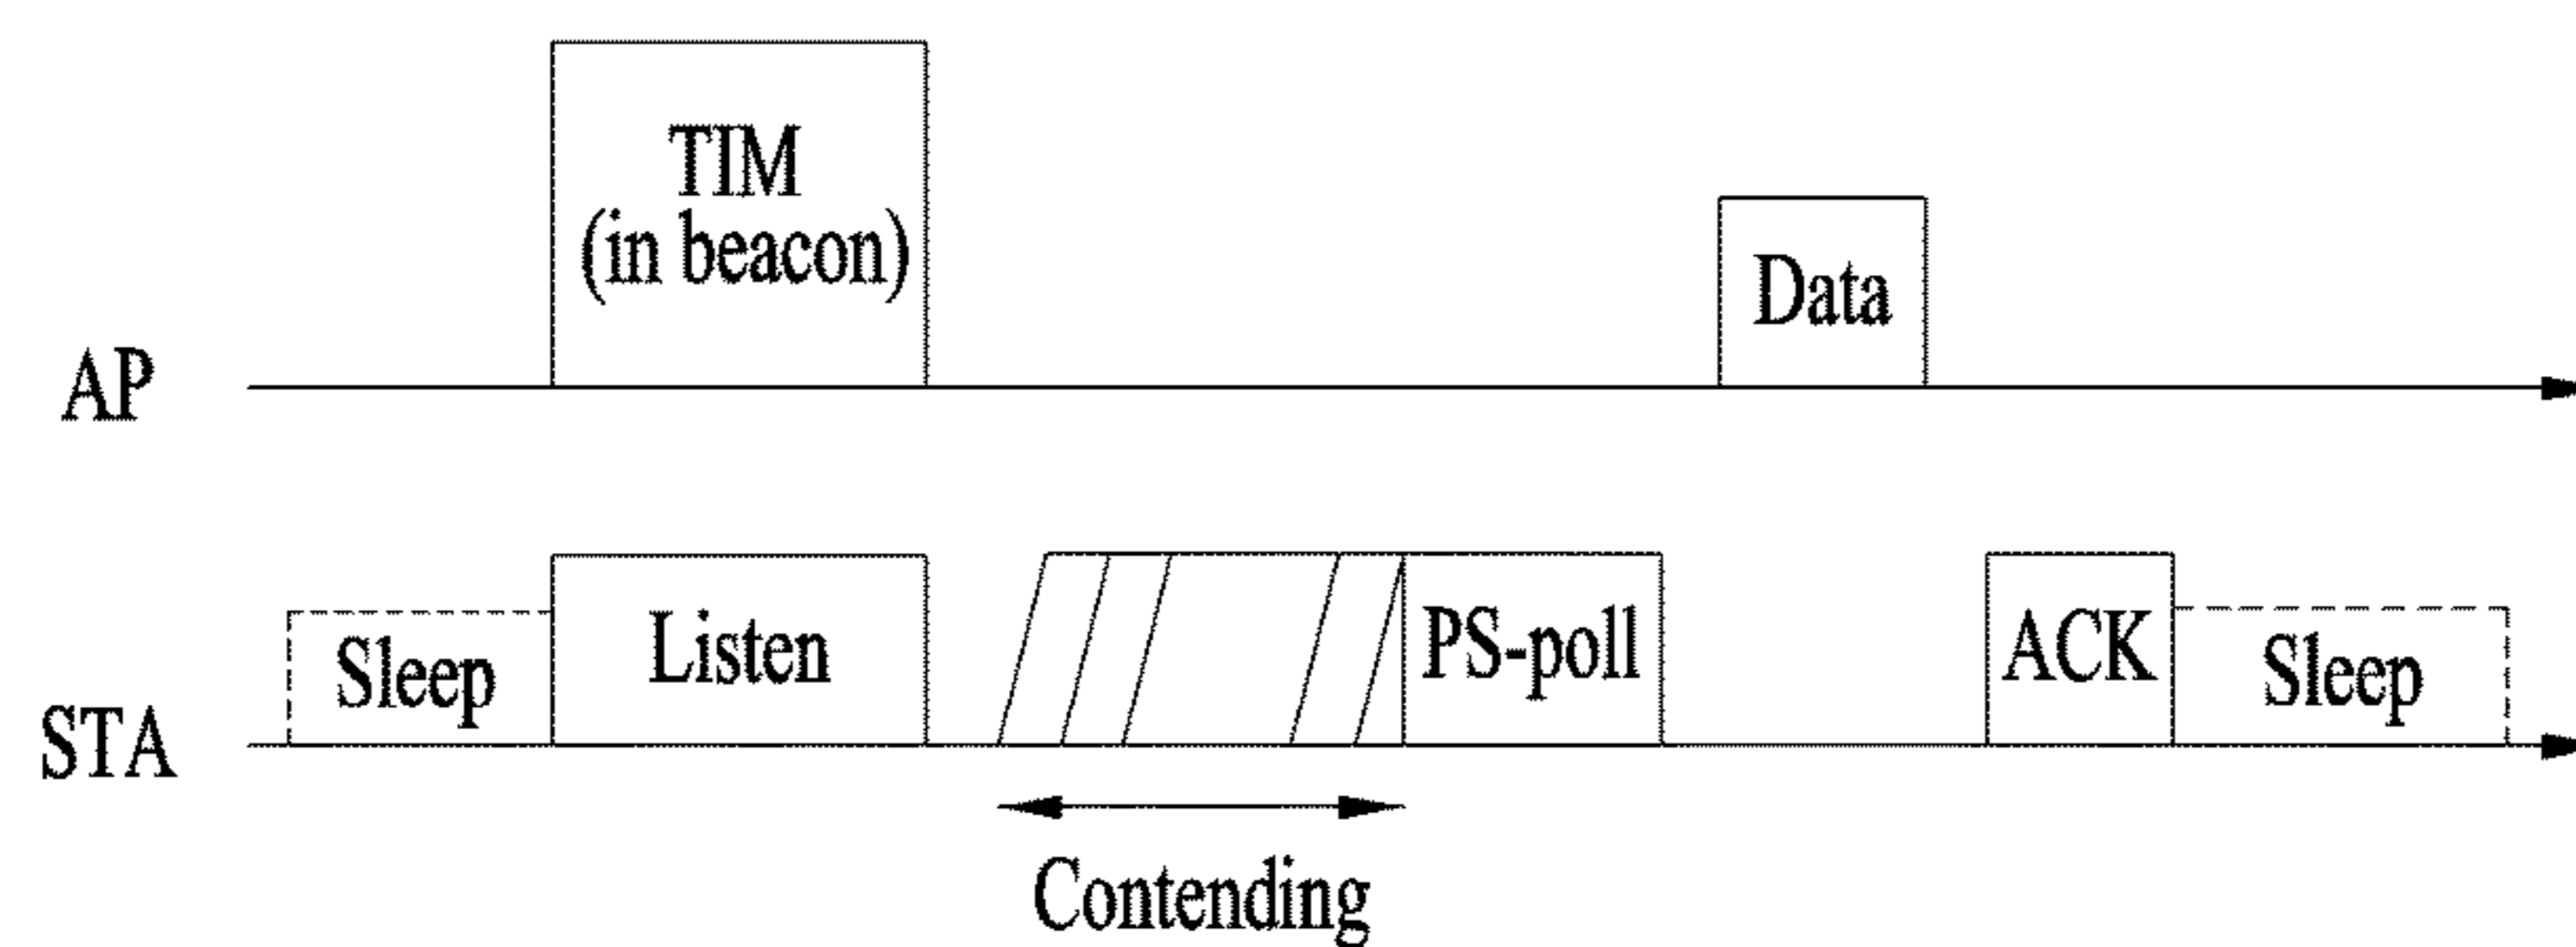 TIM
(in beacon)
Data
AP
Sleep
Listen
PS-poll
ACK
Sleep
STA
Contending